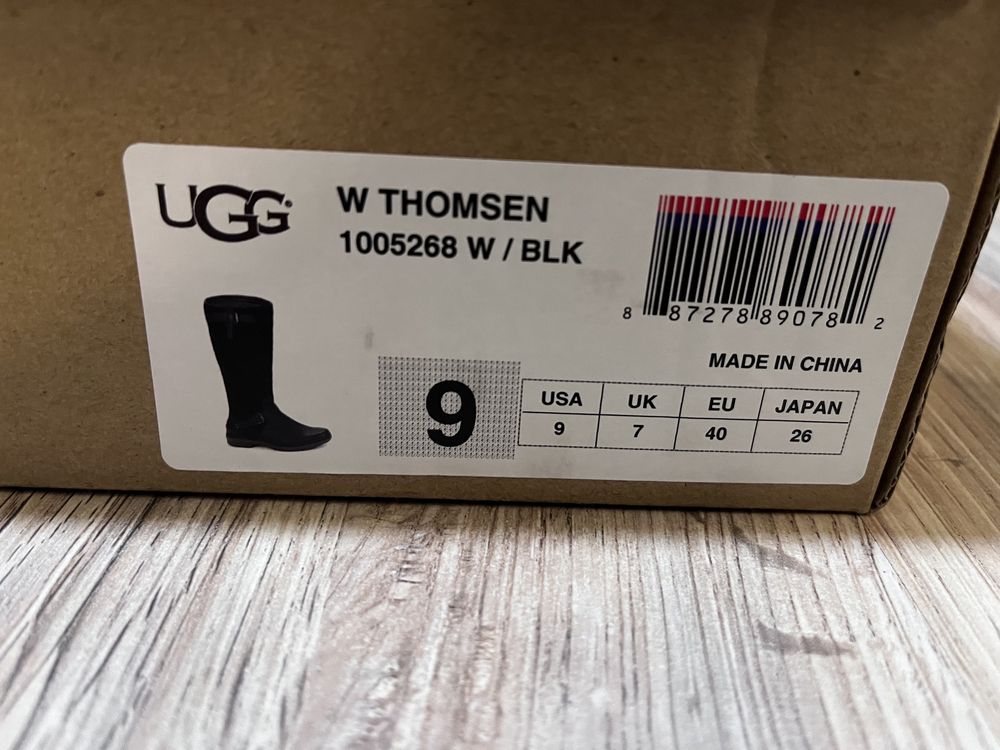 UGG®
W THOMSEN
1005268 W / BLK
8 87278 89078 2
MADE IN CHINA
9
USA UK EU JAPAN
9 7 40 26